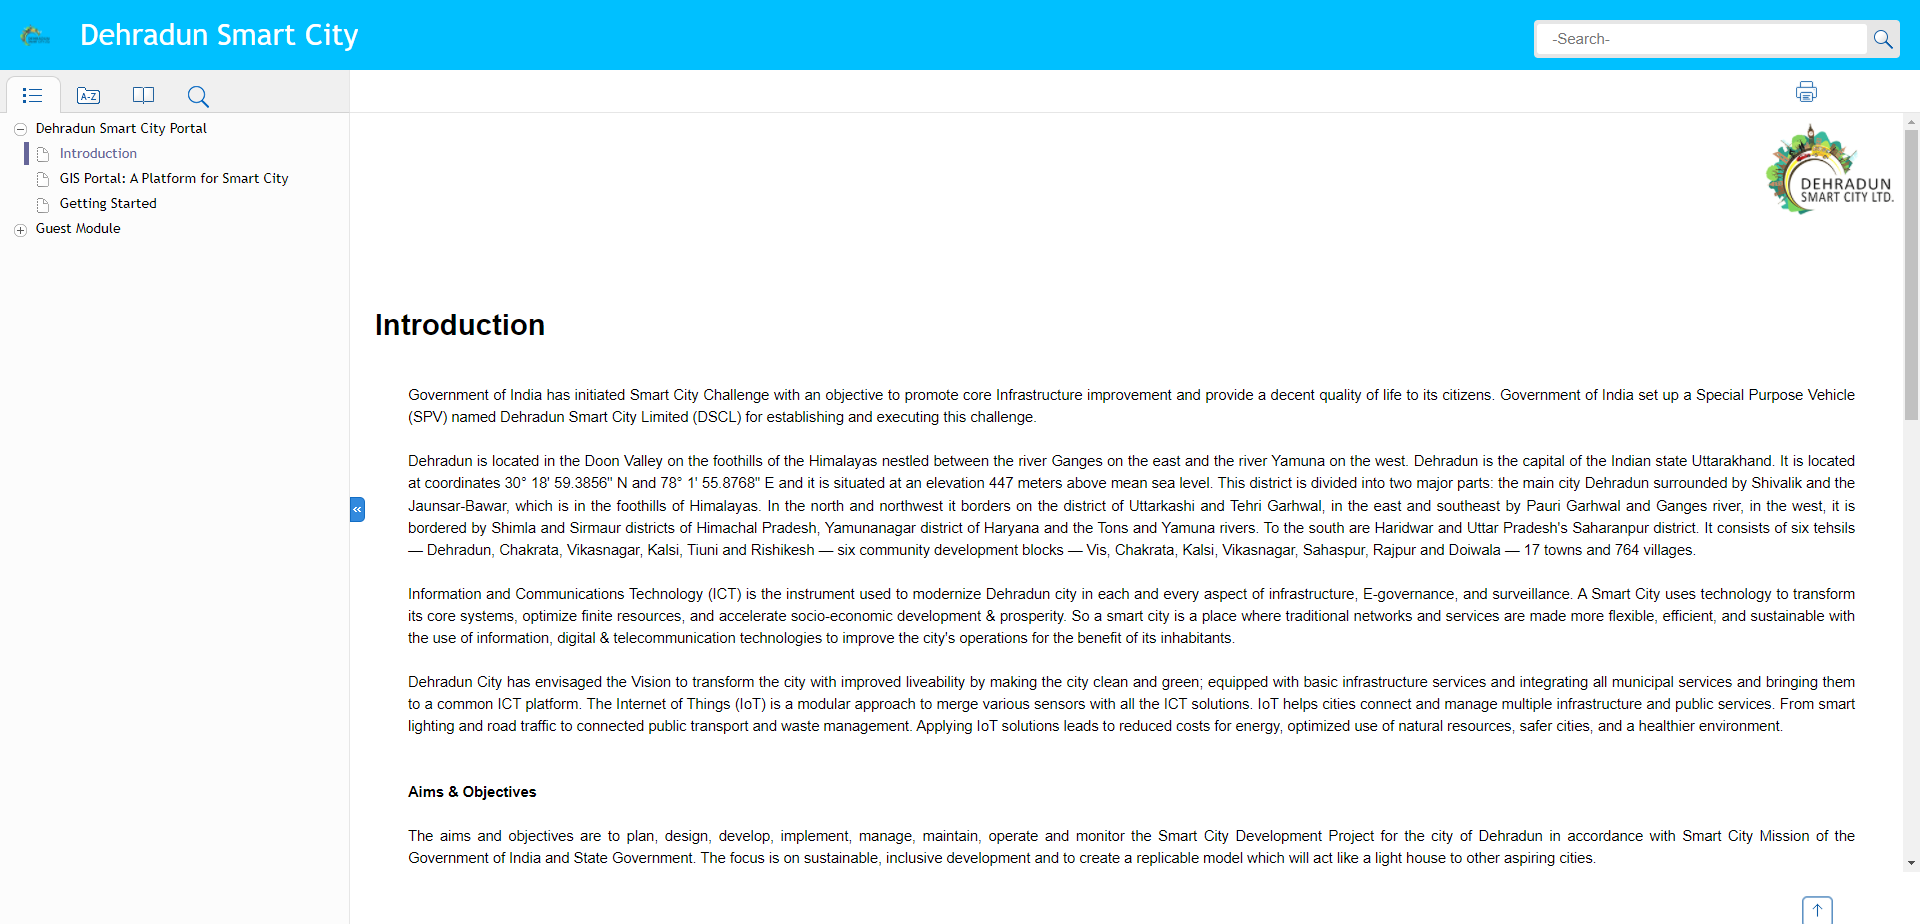 Dehradun Smart City
-Search-
A-Z
Dehradun Smart City Portal
Introduction
GIS Portal: A Platform for Smart City
Getting Started
Guest Module
DEHRADUN
SMART CITY LTD.
Introduction
Government of India has initiated Smart City Challenge with an objective to promote core Infrastructure improvement and provide a decent quality of life to its citizens. Government of India set up a Special Purpose Vehicle
(SPV) named Dehradun Smart City Limited (DSCL) for establishing and executing this challenge.
Dehradun is located in the Doon Valley on the foothills of the Himalayas nestled between the river Ganges on the east and the river Yamuna on the west. Dehradun is the capital of the Indian state Uttarakhand. It is located
at coordinates 30° 18' 59.3856'' N and 78° 1' 55.8768'' E and it is situated at an elevation 447 meters above mean sea level. This district is divided into two major parts: the main city Dehradun surrounded by Shivalik and the
Jaunsar-Bawar, which is in the foothills of Himalayas. In the north and northwest it borders on the district of Uttarkashi and Tehri Garhwal, in the east and southeast by Pauri Garhwal and Ganges river, in the west, it is
bordered by Shimla and Sirmaur districts of Himachal Pradesh, Yamunanagar district of Haryana and the Tons and Yamuna rivers. To the south are Haridwar and Uttar Pradesh's Saharanpur district. It consists of six tehsils
— Dehradun, Chakrata, Vikasnagar, Kalsi, Tiuni and Rishikesh — six community development blocks — Vis, Chakrata, Kalsi, Vikasnagar, Sahaspur, Rajpur and Doiwala — 17 towns and 764 villages.
Information and Communications Technology (ICT) is the instrument used to modernize Dehradun city in each and every aspect of infrastructure, E-governance, and surveillance. A Smart City uses technology to transform
its core systems, optimize finite resources, and accelerate socio-economic development & prosperity. So a smart city is a place where traditional networks and services are made more flexible, efficient, and sustainable with
the use of information, digital & telecommunication technologies to improve the city's operations for the benefit of its inhabitants.
Dehradun City has envisaged the Vision to transform the city with improved liveability by making the city clean and green; equipped with basic infrastructure services and integrating all municipal services and bringing them
to a common ICT platform. The Internet of Things (IoT) is a modular approach to merge various sensors with all the ICT solutions. IoT helps cities connect and manage multiple infrastructure and public services. From smart
lighting and road traffic to connected public transport and waste management. Applying IoT solutions leads to reduced costs for energy, optimized use of natural resources, safer cities, and a healthier environment.
Aims & Objectives
The aims and objectives are to plan, design, develop, implement, manage, maintain, operate and monitor the Smart City Development Project for the city of Dehradun in accordance with Smart City Mission of the
Government of India and State Government. The focus is on sustainable, inclusive development and to create a replicable model which will act like a light house to other aspiring cities.